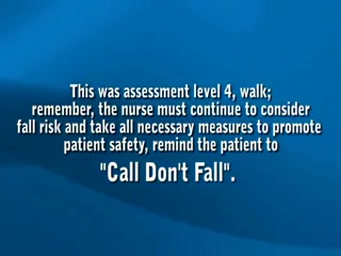 This was assessment level 4, walk;
remember, the nurse must continue to consider
fall risk and take all necessary measures to promote
patient safety, remind the patient to
"Call Don't Fall".